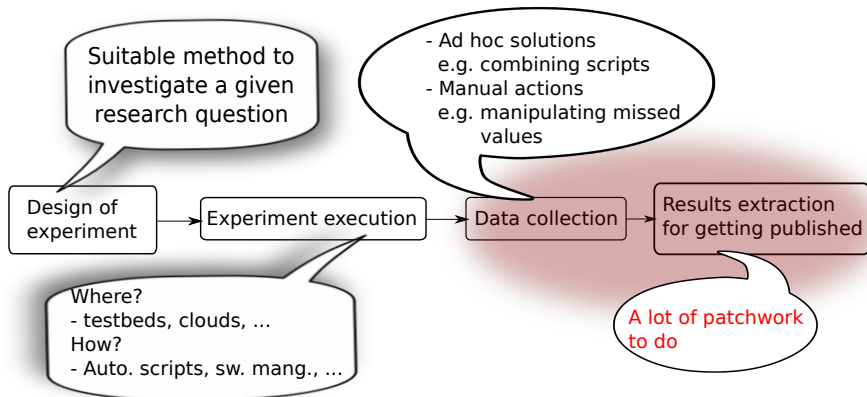 Suitable method to
investigate a given
research question
- Ad hoc solutions
e.g. combining scripts
- Manual actions
e.g. manipulating missed
values
Design of
experiment
Experiment execution
Data collection
Results extraction
for getting published
Where?
- testbeds, clouds, ...
How?
- Auto. scripts, sw. mang., ...
A lot of patchwork
to do